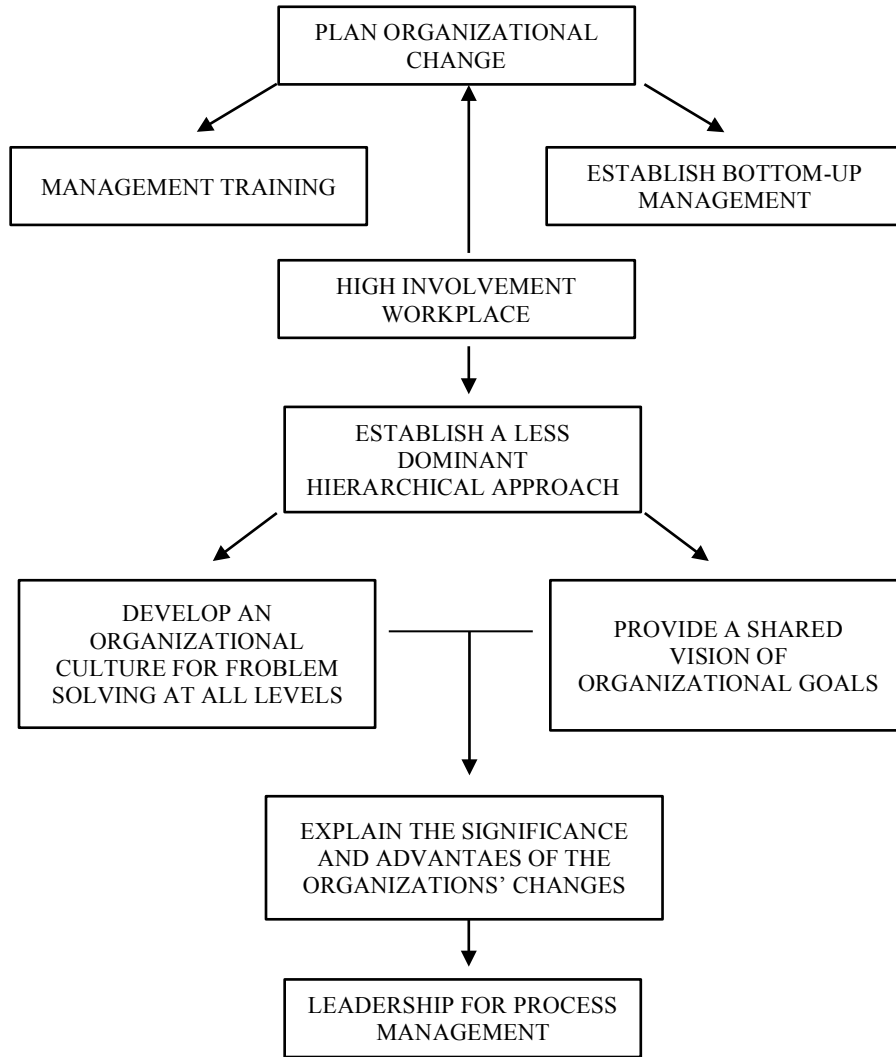 PLAN ORGANIZATIONAL
CHANGE
MANAGEMENT TRAINING
ESTABLISH BOTTOM-UP
MANAGEMENT
HIGH INVOLVEMENT
WORKPLACE
ESTABLISH A LESS
DOMINANT
HIERARCHICAL APPROACH
DEVELOP AN
ORGANIZATIONAL
CULTURE FOR FROBLEM
SOLVING AT ALL LEVELS
PROVIDE A SHARED
VISION OF
ORGANIZATIONAL GOALS
EXPLAIN THE SIGNIFICANCE
AND ADVANTAES OF THE
ORGANIZATIONS’ CHANGES
LEADERSHIP FOR PROCESS
MANAGEMENT